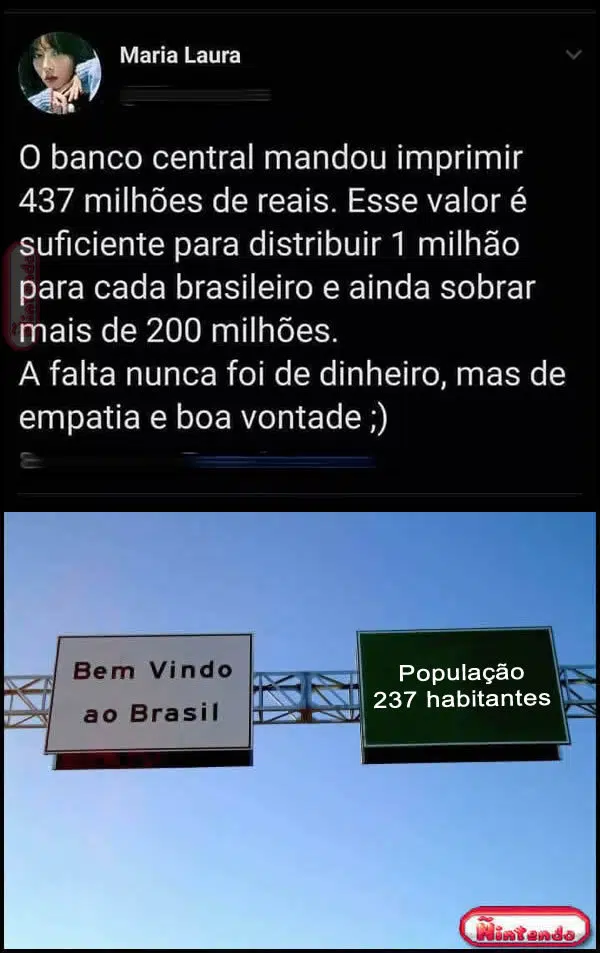 Maria Laura
O banco central mandou imprimir
437 milhões de reais. Esse valor é
suficiente para distribuir 1 milhão
para cada brasileiro e ainda sobrar
mais de 200 milhões.
A falta nunca foi de dinheiro, mas de
empatia e boa vontade ;)
Bem Vindo
ao Brasil
População
237 habitantes
Ñintendo